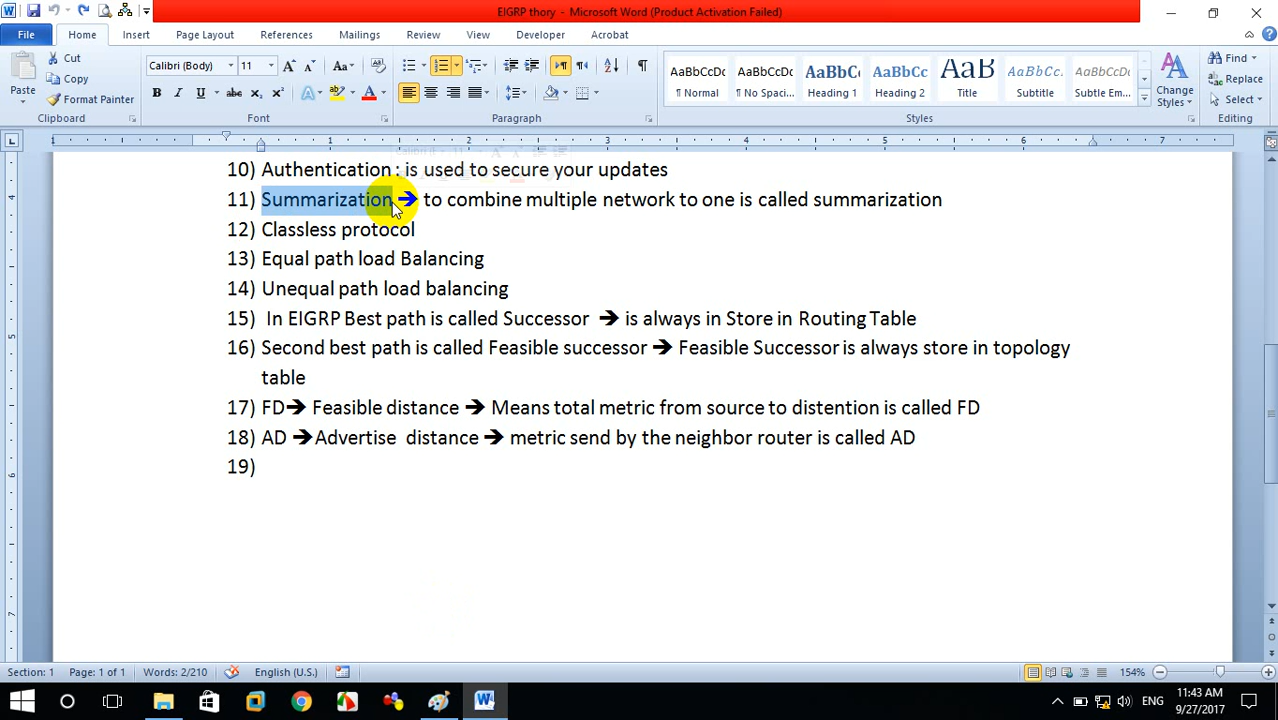 EIGRP thory - Microsoft Word (Product Activation Failed)
File Home Insert Page Layout References Mailings Review View Developer Acrobat
Paste Cut Copy Format Painter
Clipboard
Calibri (Body) 11
Font
Paragraph
AaBbCcDc AaBbCcDc AaBbC AaBbCc AaB AaBbCc. AaBbCcDc
¶ Normal ¶ No Spaci... Heading 1 Heading 2 Title Subtitle Subtle Em...
Change Styles
Styles
Find Replace Select
Editing
1 2 3 4 5 6 7
10) Authentication : is used to secure your updates
11) Summarization ➔ to combine multiple network to one is called summarization
12) Classless protocol
13) Equal path load Balancing
14) Unequal path load balancing
15) In EIGRP Best path is called Successor ➔ is always in Store in Routing Table
16) Second best path is called Feasible successor ➔ Feasible Successor is always store in topology
table
17) FD➔ Feasible distance ➔ Means total metric from source to distention is called FD
18) AD ➔Advertise distance ➔ metric send by the neighbor router is called AD
19)
Section: 1 Page: 1 of 1 Words: 2/210 English (U.S.) 154%
ENG 11:43 AM
9/27/2017